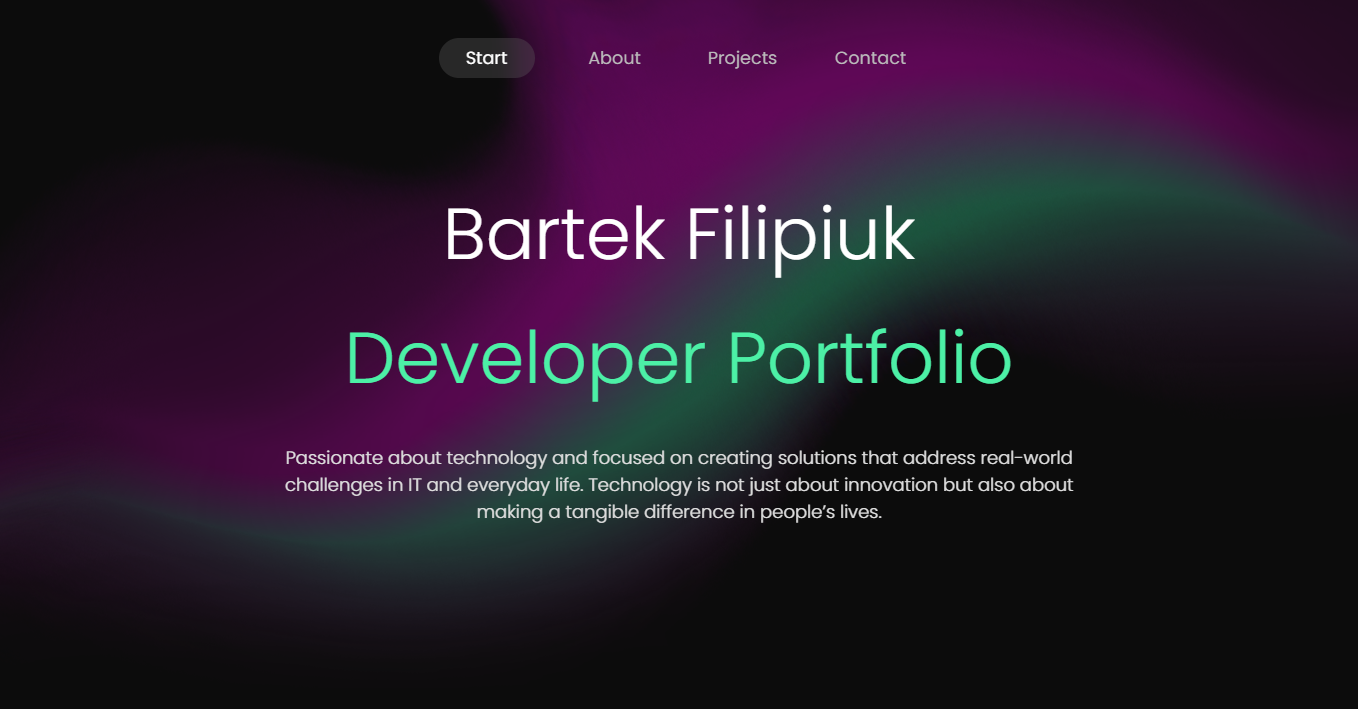 Start About Projects Contact
Bartek Filipiuk
Developer Portfolio
Passionate about technology and focused on creating solutions that address real-world
challenges in IT and everyday life. Technology is not just about innovation but also about
making a tangible difference in people’s lives.